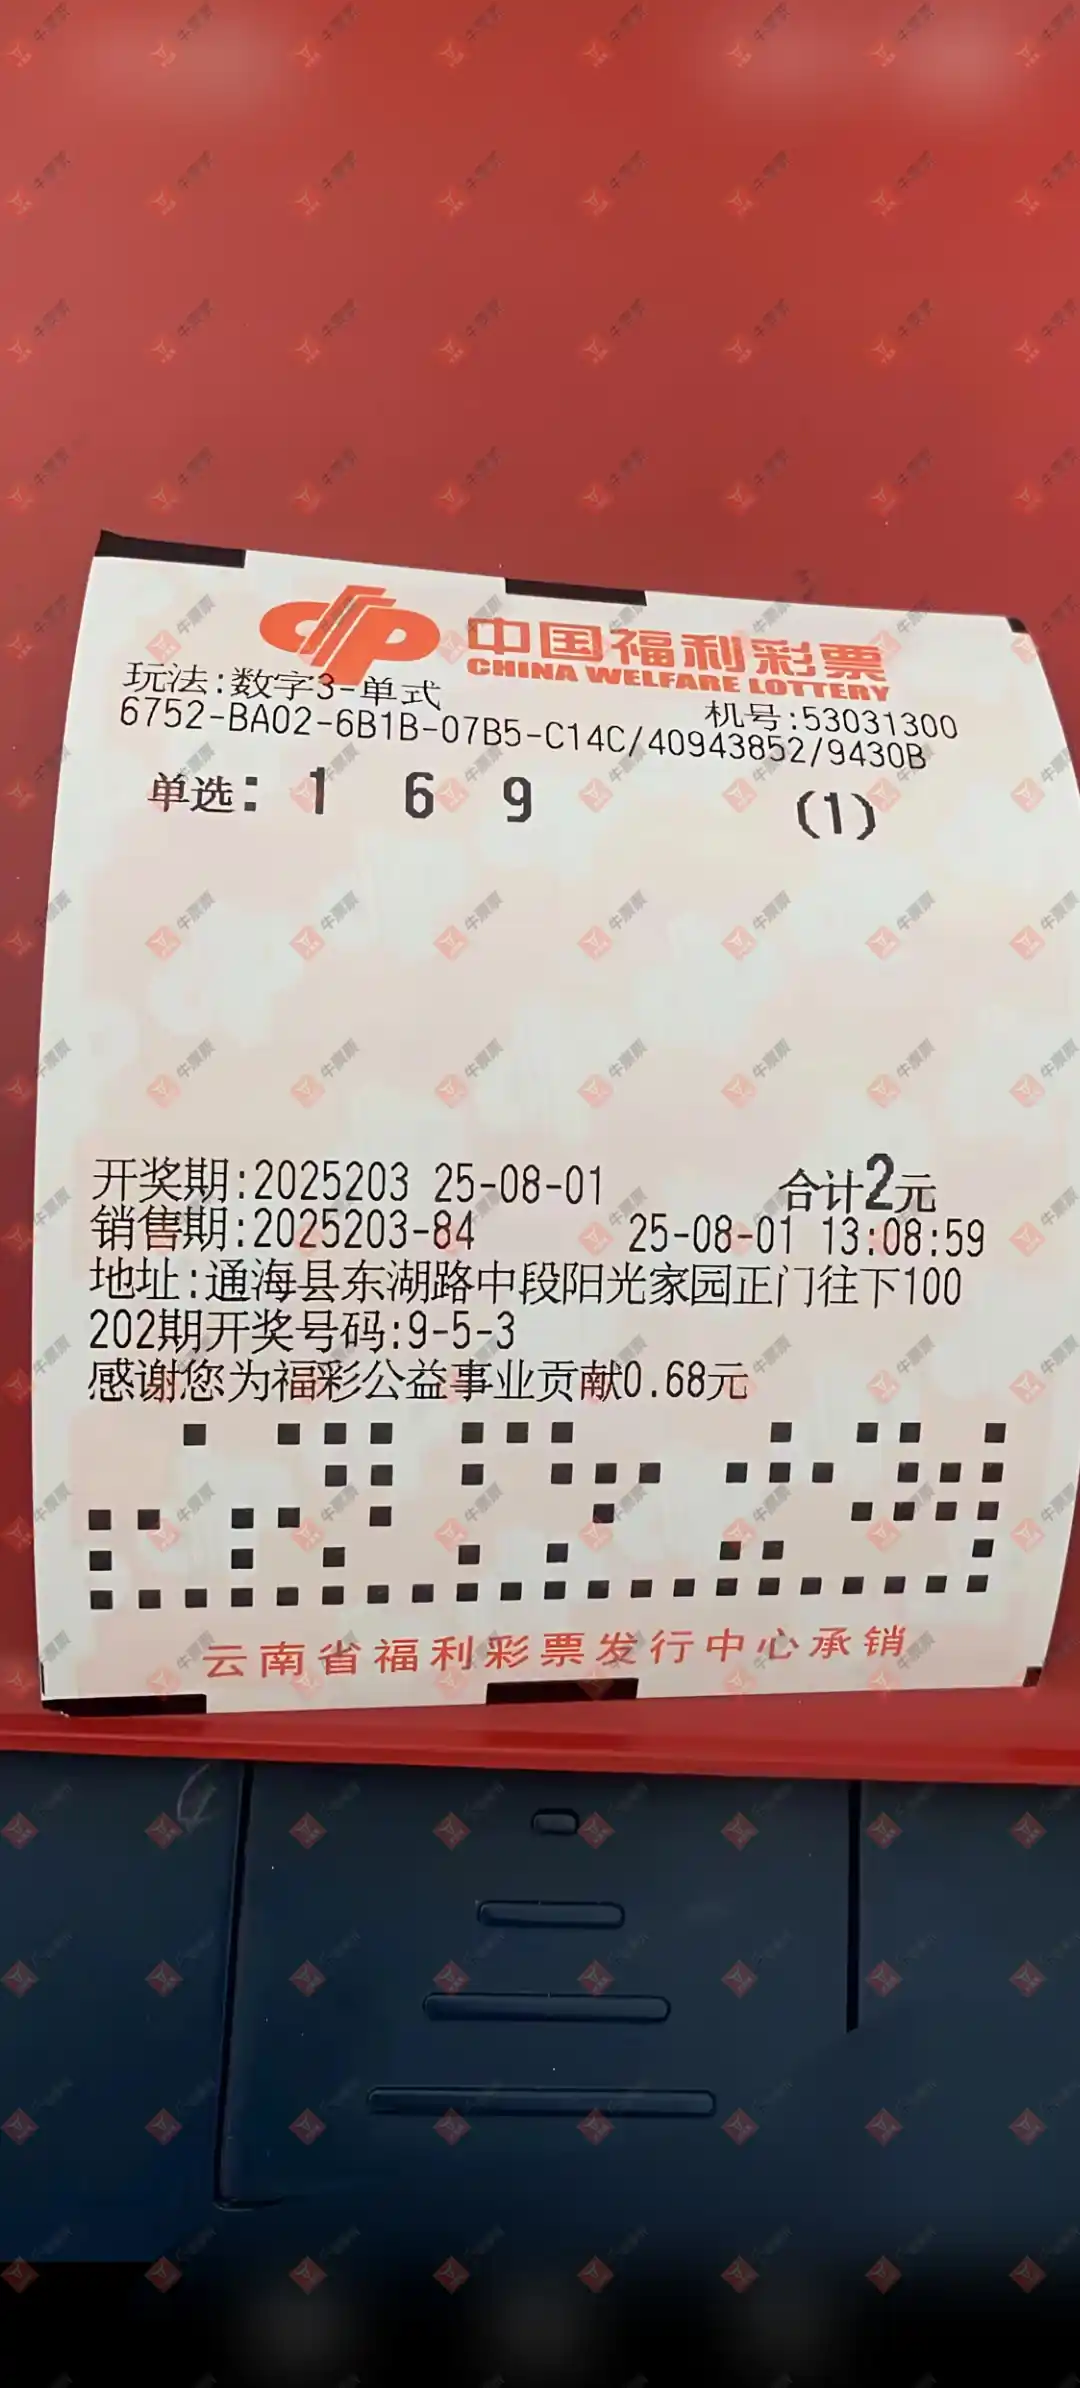 中国福利彩票
CHINA WELFARE LOTTERY
玩法:数字3-单式
机号:53031300
6752-BA02-6B1B-07B5-C14C/40943852/9430B
单选: 1 6 9 (1)
开奖期:2025203 25-08-01 合计2元
销售期:2025203-84 25-08-01 13:08:59
地址:通海县东湖路中段阳光家园正门往下100
202期开奖号码:9-5-3
感谢您为福彩公益事业贡献0.68元
云南省福利彩票发行中心承销
牛票票